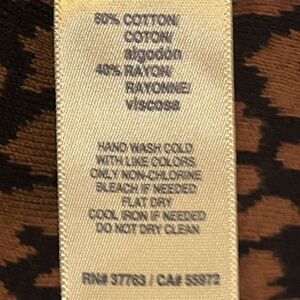 60% COTTON/
COTON/
algodon
40% RAYON/
RAYONNE/
viscosa
HAND WASH COLD
WITH LIKE COLORS
ONLY NON-CHLORINE
BLEACH IF NEEDED
FLAT DRY
COOL IRON IF NEEDED
DO NOT DRY CLEAN
RN# 37763 / CA# 55972